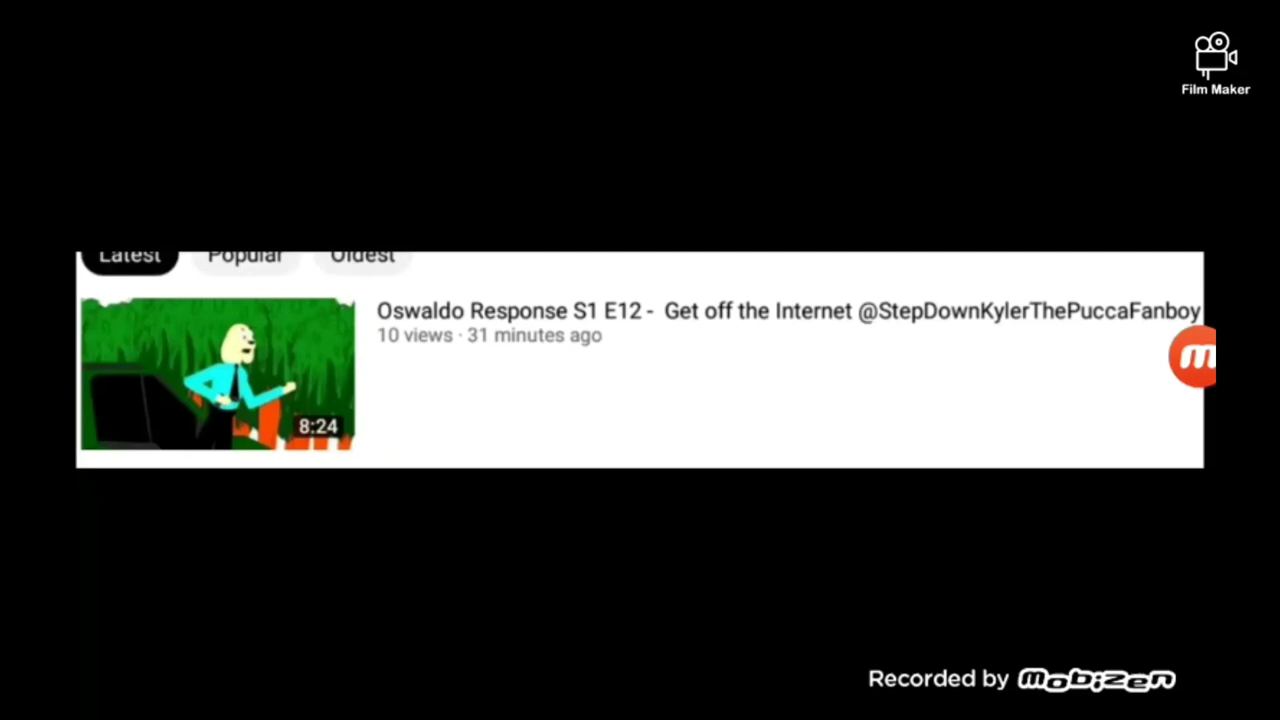 Film Maker
Latest Popular Oldest
Oswaldo Response S1 E12 - Get off the Internet @StepDownKylerThePuccaFanboy
10 views · 31 minutes ago
8:24
m
Recorded by mobizen